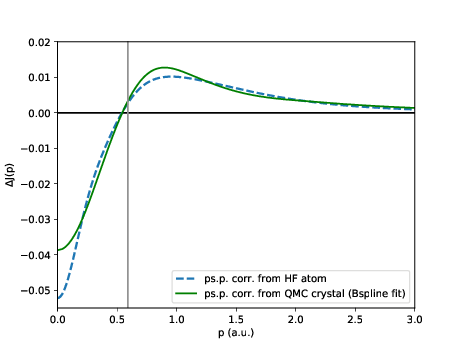 0.02
0.01
0.00
−0.01
−0.02
−0.03
−0.04
−0.05
ΔJ(p)
ps.p. corr. from HF atom
ps.p. corr. from QMC crystal (Bspline fit)
0.0 0.5 1.0 1.5 2.0 2.5 3.0
p (a.u.)